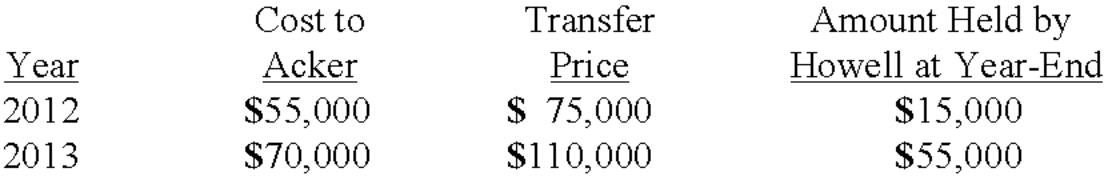 Cost to Transfer Amount Held by
Year Acker Price Howell at Year-End
2012 $55,000 $ 75,000 $15,000
2013 $70,000 $110,000 $55,000